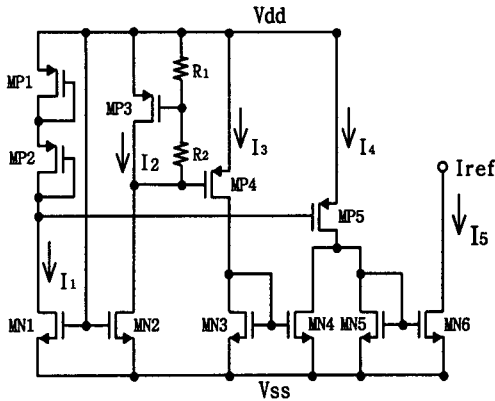 Vdd
MP1
MP2
MP3
R1
R2
I2
I3
I4
MP4
MP5
Iref
I5
I1
MN1
MN2
MN3
MN4
MN5
MN6
Vss